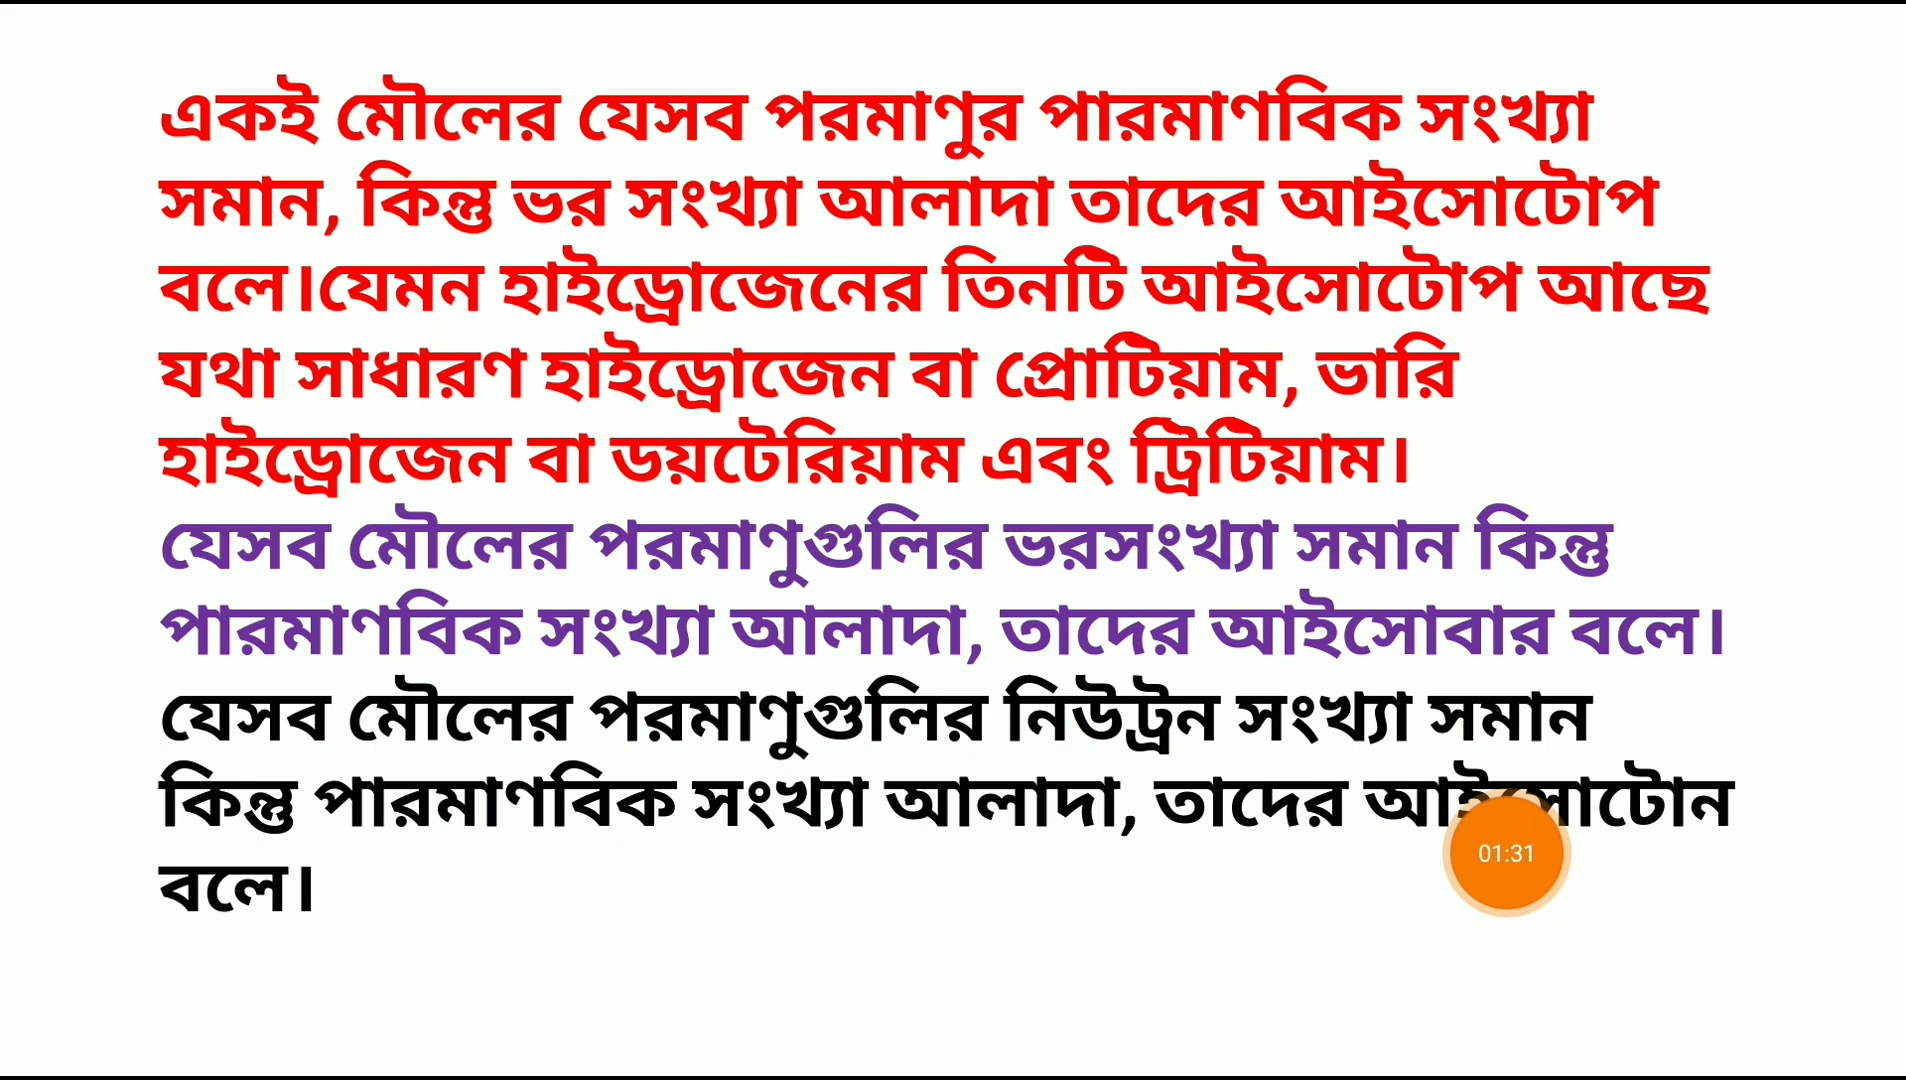 একই মৌলের যেসব পরমাণুর পারমাণবিক সংখ্যা
সমান, কিন্তু ভর সংখ্যা আলাদা তাদের আইসোটোপ
বলে।যেমন হাইড্রোজেনের তিনটি আইসোটোপ আছে
যথা সাধারণ হাইড্রোজেন বা প্রোটিয়াম, ভারি
হাইড্রোজেন বা ডয়টেরিয়াম এবং ট্রিটিয়াম।
যেসব মৌলের পরমাণুগুলির ভরসংখ্যা সমান কিন্তু
পারমাণবিক সংখ্যা আলাদা, তাদের আইসোবার বলে।
যেসব মৌলের পরমাণুগুলির নিউট্রন সংখ্যা সমান
কিন্তু পারমাণবিক সংখ্যা আলাদা, তাদের আইসোটোন
বলে।
01:31